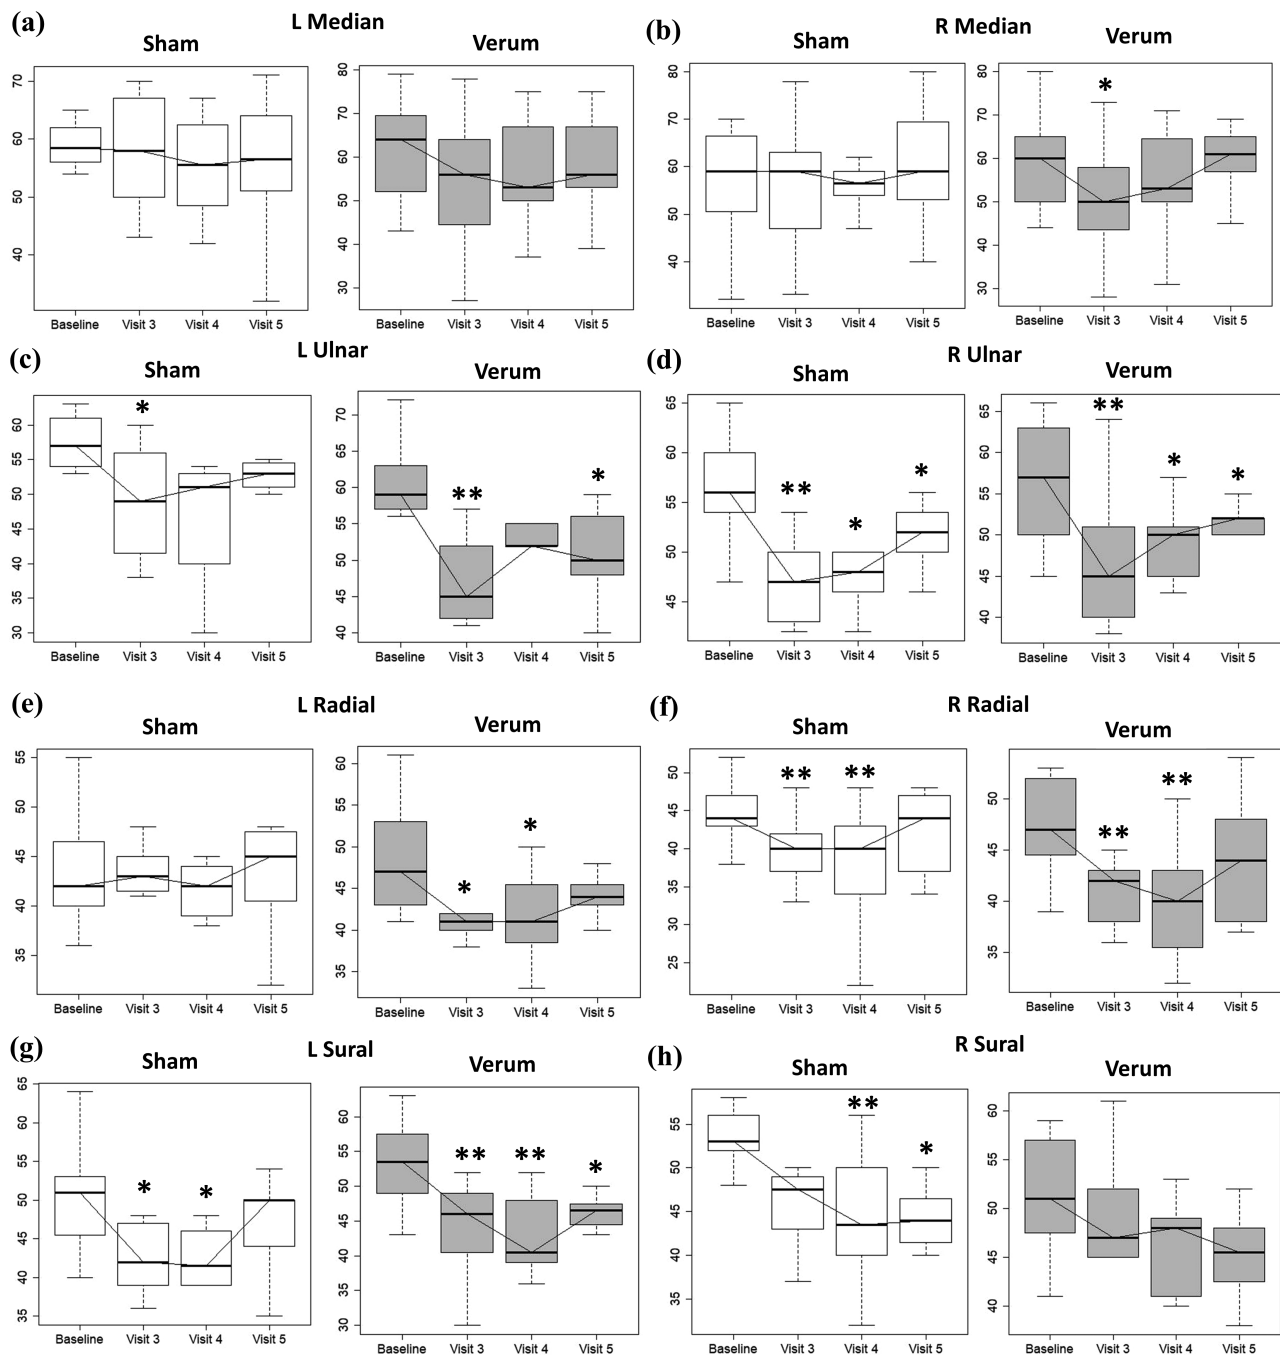 (a) L Median
Sham Verum
70 60 50 40
80 70 60 50 40 30
Baseline Visit 3 Visit 4 Visit 5 Baseline Visit 3 Visit 4 Visit 5
(b) R Median
Sham Verum
80 70 60 50 40
80 70 60 50 40 30
*
Baseline Visit 3 Visit 4 Visit 5 Baseline Visit 3 Visit 4 Visit 5
(c) L Ulnar
Sham Verum
60 55 50 45 40 35 30
*
70 65 60 55 50 45 40
** *
Baseline Visit 3 Visit 4 Visit 5 Baseline Visit 3 Visit 4 Visit 5
(d) R Ulnar
Sham Verum
65 60 55 50 45
** * *
65 60 55 50 45 40
** * *
Baseline Visit 3 Visit 4 Visit 5 Baseline Visit 3 Visit 4 Visit 5
(e) L Radial
Sham Verum
55 50 45 40 35
60 55 50 45 40 35
* *
Baseline Visit 3 Visit 4 Visit 5 Baseline Visit 3 Visit 4 Visit 5
(f) R Radial
Sham Verum
50 45 40 35 30 25
** **
50 45 40 35
** **
Baseline Visit 3 Visit 4 Visit 5 Baseline Visit 3 Visit 4 Visit 5
(g) L Sural
Sham Verum
65 60 55 50 45 40 35
* *
60 55 50 45 40 35 30
** ** *
Baseline Visit 3 Visit 4 Visit 5 Baseline Visit 3 Visit 4 Visit 5
(h) R Sural
Sham Verum
55 50 45 40 35
** *
60 55 50 45 40
Baseline Visit 3 Visit 4 Visit 5 Baseline Visit 3 Visit 4 Visit 5